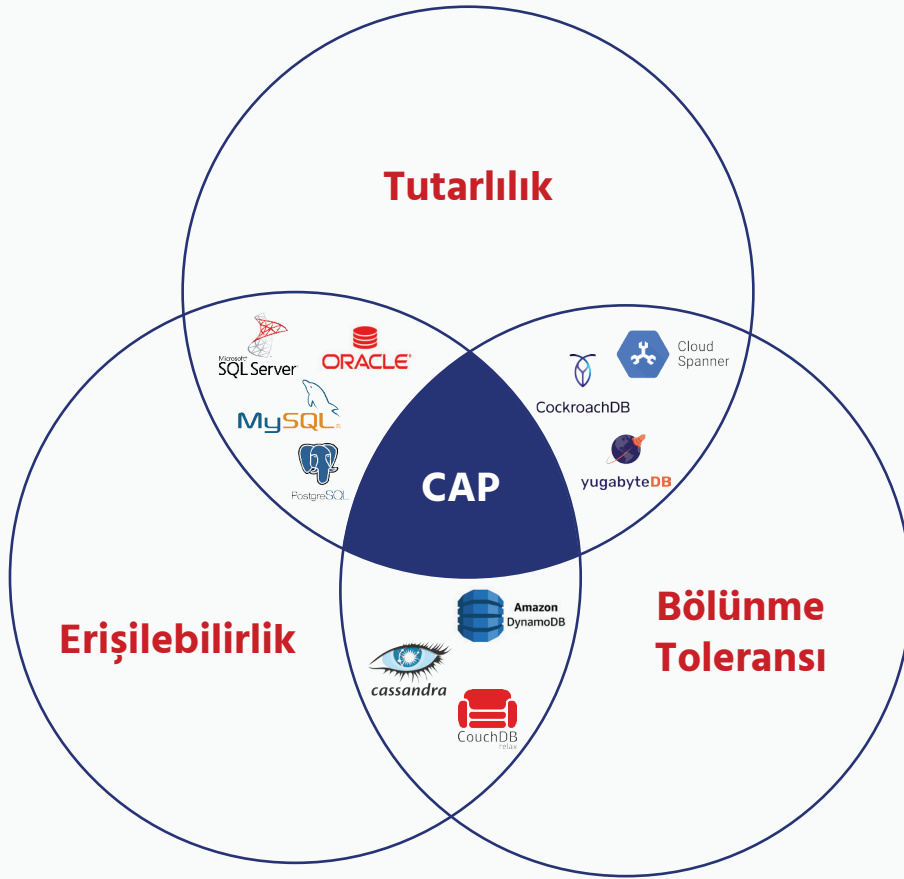 Tutarlılık
Microsoft
SQL Server
ORACLE
MySQL
PostgreSQL
Cloud
Spanner
CockroachDB
yugabyteDB
CAP
Erişilebilirlik
Bölünme
Toleransı
Amazon
DynamoDB
cassandra
CouchDB
relax